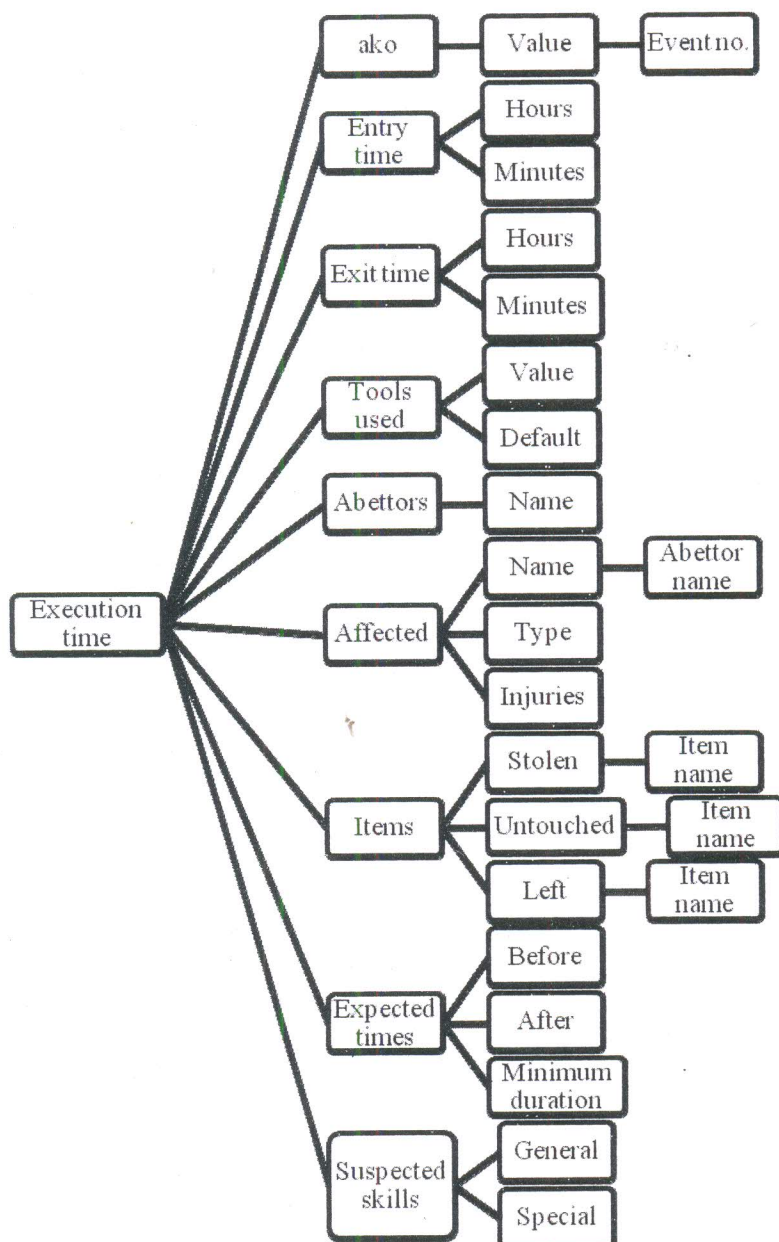 ako
Value
Event no.
Entry
time
Hours
Minutes
Exit time
Hours
Minutes
Tools
used
Value
Default
Abettors
Name
Execution
time
Affected
Name
Abettor
name
Type
Injuries
Items
Stolen
Item
name
Untouched
Item
name
Left
Item
name
Expected
times
Before
After
Minimum
duration
Suspected
skills
General
Special